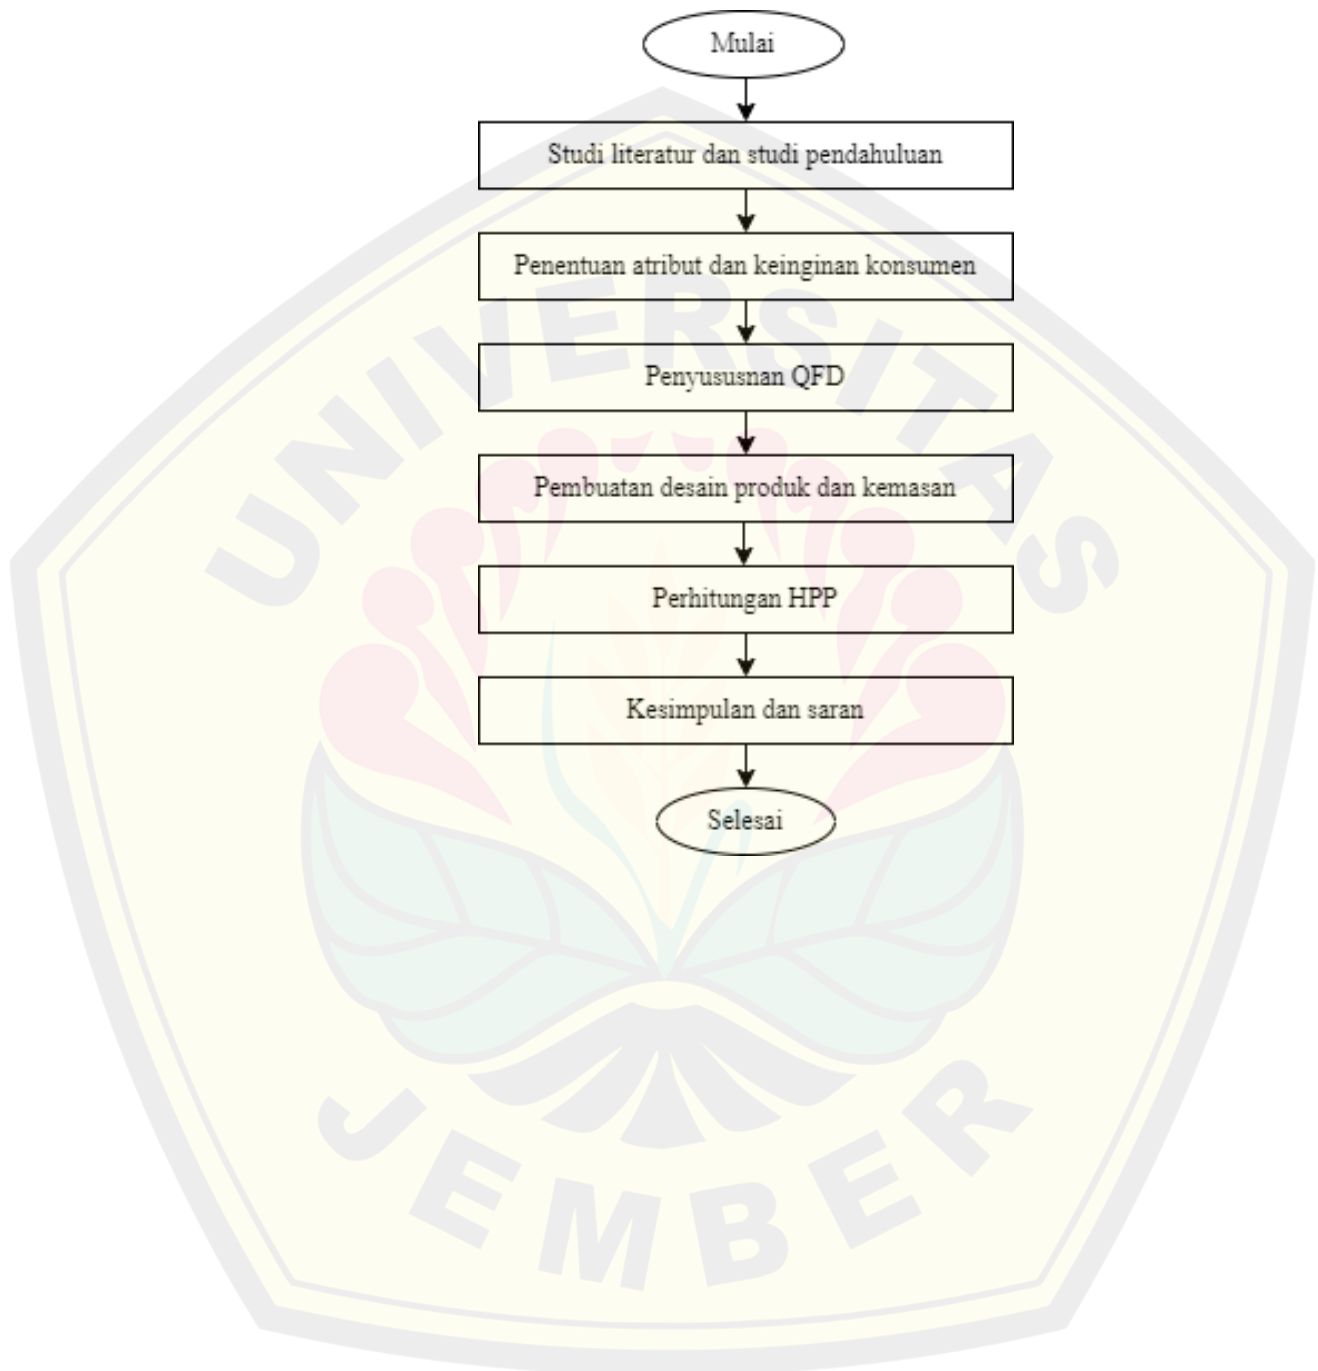 Mulai
Studi literatur dan studi pendahuluan
Penentuan atribut dan keinginan konsumen
Penyususnan QFD
Pembuatan desain produk dan kemasan
Perhitungan HPP
Kesimpulan dan saran
Selesai
UNIVERSITAS
JEMBER